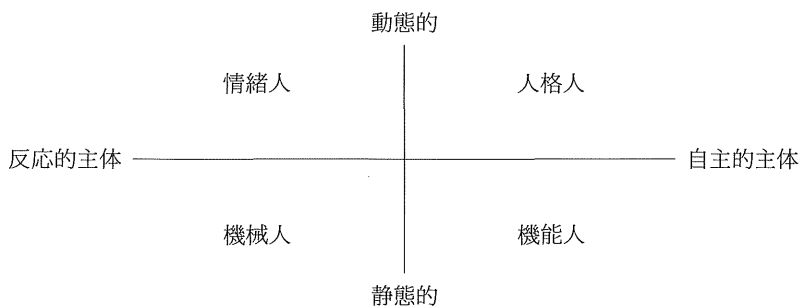 動態的
情緒人 人格人
反応的主体 自主的主体
機械人 機能人
静態的